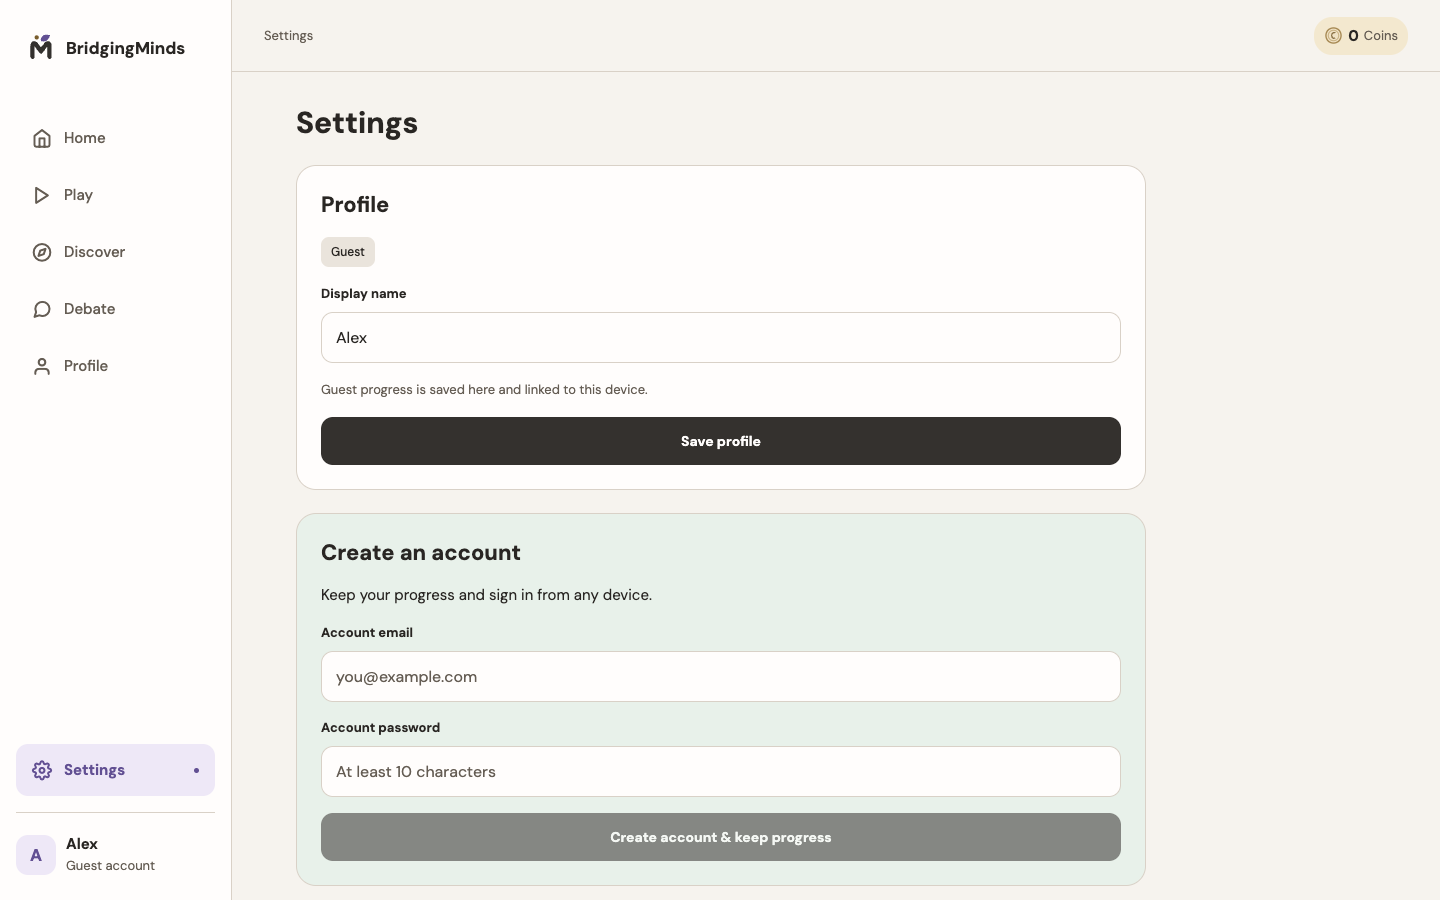 BridgingMinds
Home
Play
Discover
Debate
Profile
Settings
A
Alex
Guest account
Settings
C 0 Coins
Settings
Profile
Guest
Display name
Alex
Guest progress is saved here and linked to this device.
Save profile
Create an account
Keep your progress and sign in from any device.
Account email
you@example.com
Account password
At least 10 characters
Create account & keep progress